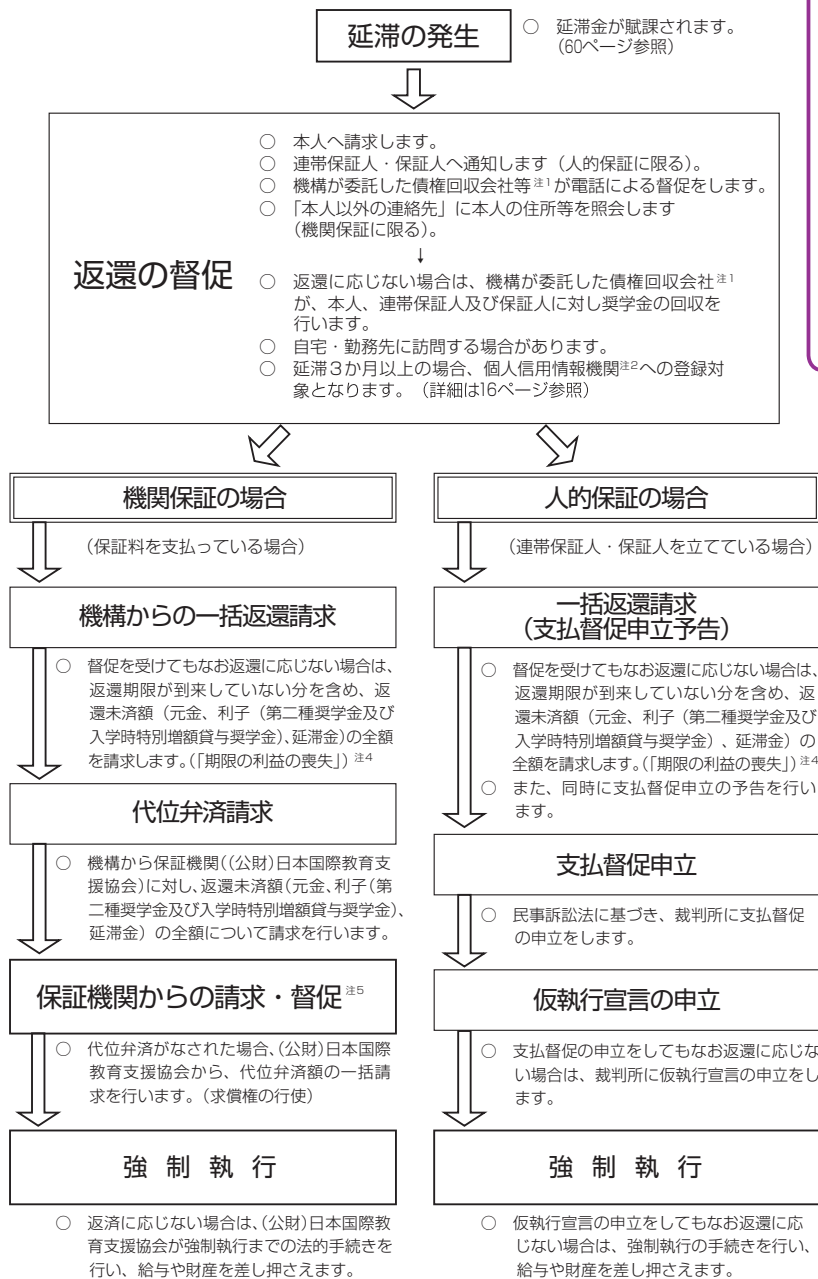 延滞の発生
○ 延滞金が賦課されます。
(60ページ参照)
返還の督促
○ 本人へ請求します。
○ 連帯保証人・保証人へ通知します（人的保証に限る）。
○ 機構が委託した債権回収会社等注1が電話による督促をします。
○ 「本人以外の連絡先」に本人の住所等を照会します
(機関保証に限る)。
↓
○ 返還に応じない場合は、機構が委託した債権回収会社注1
が、本人、連帯保証人及び保証人に対し奨学金の回収を
行います。
○ 自宅・勤務先に訪問する場合があります。
○ 延滞３か月以上の場合、個人信用情報機関注2への登録対
象となります。（詳細は16ページ参照）
機関保証の場合
（保証料を支払っている場合）
機構からの一括返還請求
○ 督促を受けてもなお返還に応じない場合は、
返還期限が到来していない分を含め、返
還未済額（元金、利子（第二種奨学金及び
入学時特別増額貸与奨学金）、延滞金）の全額
を請求します。（「期限の利益の喪失」）注4
代位弁済請求
○ 機構から保証機関((公財)日本国際教育支
援協会)に対し、返還未済額(元金、利子(第
二種奨学金及び入学時特別増額貸与奨学金)、
延滞金）の全額について請求を行います。
保証機関からの請求・督促注5
○ 代位弁済がなされた場合、(公財)日本国際
教育支援協会から、代位弁済額の一括請
求を行います。（求償権の行使）
強制執行
○ 返済に応じない場合は、(公財)日本国際教
育支援協会が強制執行までの法的手続きを
行い、給与や財産を差し押さえます。
人的保証の場合
（連帯保証人・保証人を立てている場合）
一括返還請求
（支払督促申立予告）
○ 督促を受けてもなお返還に応じない場合は、
返還期限が到来していない分を含め、返
還未済額（元金、利子（第二種奨学金及び
入学時特別増額貸与奨学金）、延滞金）の
全額を請求します。（「期限の利益の喪失」）注4
○ また、同時に支払督促申立の予告を行い
ます。
支払督促申立
○ 民事訴訟法に基づき、裁判所に支払督促
の申立をします。
仮執行宣言の申立
○ 支払督促の申立をしてもなお返還に応じな
い場合は、裁判所に仮執行宣言の申立をし
ます。
強制執行
○ 仮執行宣言の申立をしてもなお返還に応
じない場合は、強制執行の手続きを行い、
給与や財産を差し押さえます。